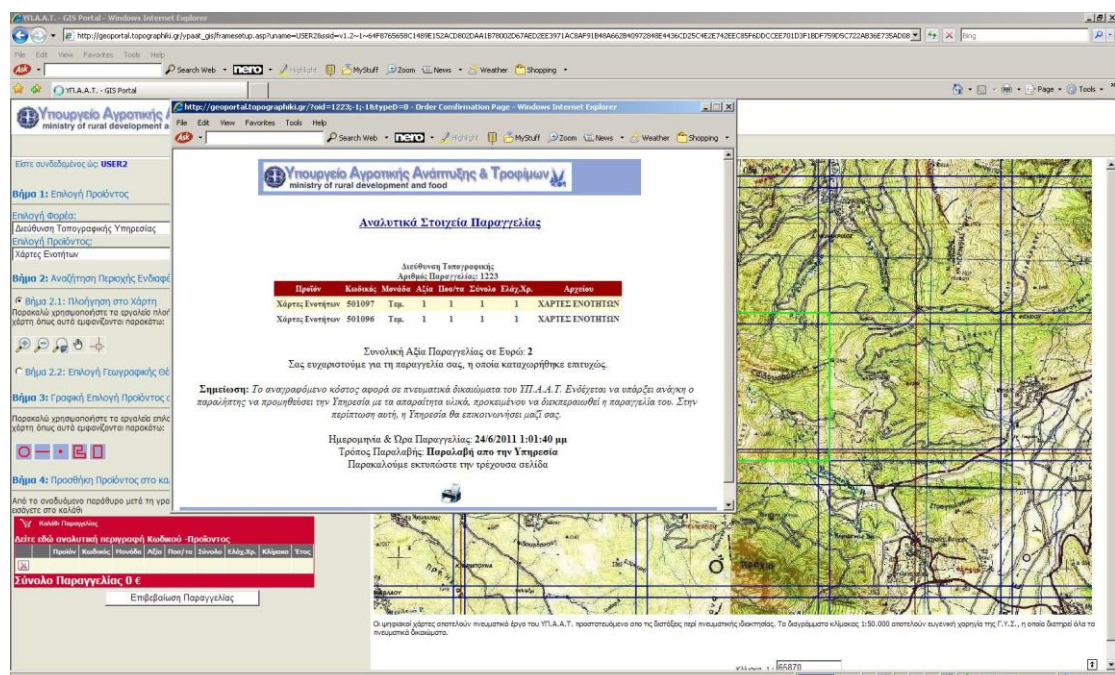 ΥΠ.Α.Α.Τ. - GIS Portal - Windows Internet Explorer
File Edit View Favorites Tools Help
Search Web nero Highlight MyStuff Zoom News Weather Shopping
ΥΠ.Α.Α.Τ. - GIS Portal
Page Tools
Bing
Υπουργείο Αγροτικής
ministry of rural development a
Είστε συνδεδεμένος ώς: USER2
Βήμα 1: Επιλογή Προϊόντος
Επιλογή Φορέα:
Διεύθυνση Τοπογραφικής Υπηρεσίας
Επιλογή Προϊόντος:
Χάρτες Ενοτήτων
Βήμα 2: Αναζήτηση Περιοχής Ενδιαφέ
Βήμα 2.1: Πλοήγηση στο Χάρτη
Παρακαλώ χρησιμοποιήστε τα εργαλεία πλοή
χάρτη όπως αυτά εμφανίζονται παρακάτω:
Βήμα 2.2: Επιλογή Γεωγραφικής Θέ
Βήμα 3: Γραφική Επιλογή Προϊόντος
Παρακαλώ χρησιμοποιήστε τα εργαλεία επιλο
χάρτη όπως αυτά εμφανίζονται παρακάτω:
Βήμα 4: Προσθήκη Προϊόντος στο κα
Από το αναδυόμενο παράθυρο μετά τη γρα
εισάγετε στο καλάθι
Καλάθι Παραγγελίας
Δείτε εδώ αναλυτική περιγραφή Κωδικού -Προϊοντος
Προϊόν Κωδικός Μονάδα Αξία Ποσ/τα Σύνολο Ελάχ.Χρ. Κλίμακα Έτος
Σύνολο Παραγγελίας 0 €
Επιβεβαίωση Παραγγελίας
http://geoportal.topographiki.gr/?oid=1223;-1;-1&typeD=0 - Order Comfirmation Page - Windows Internet Explorer
File Edit View Favorites Tools Help
Search Web nero Highlight MyStuff Zoom News Weather Shopping
Υπουργείο Αγροτικής Ανάπτυξης & Τροφίμων
ministry of rural development and food
Αναλυτικά Στοιχεία Παραγγελίας
Διεύθυνση Τοπογραφικής
Αριθμός Παραγγελίας: 1223
Προϊόν Κωδικός Μονάδα Αξία Ποσ/τα Σύνολο Ελάχ.Χρ. Αρχείου
Χάρτες Ενοτήτων 501097 Τεμ. 1 1 1 1 ΧΑΡΤΕΣ ΕΝΟΤΗΤΩΝ
Χάρτες Ενοτήτων 501096 Τεμ. 1 1 1 1 ΧΑΡΤΕΣ ΕΝΟΤΗΤΩΝ
Συνολική Αξία Παραγγελίας σε Ευρώ: 2
Σας ευχαριστούμε για τη παραγγελία σας, η οποία καταχωρήθηκε επιτυχώς.
Σημείωση: Το αναγραφόμενο κόστος αφορά σε πνευματικά δικαιώματα του ΥΠ.Α.Α.Τ. Ενδέχεται να υπάρξει ανάγκη ο
παραλήπτης να προμηθεύσει την Υπηρεσία με τα απαραίτητα υλικά, προκειμένου να διεκπεραιωθεί η παραγγελία του. Στην
περίπτωση αυτή, η Υπηρεσία θα επικοινωνήσει μαζί σας.
Ημερομηνία & Ώρα Παραγγελίας: 24/6/2011 1:01:40 μμ
Τρόπος Παραλαβής: Παραλαβή απο την Υπηρεσία
Παρακαλούμε εκτυπώστε την τρέχουσα σελίδα
Οι ψηφιακοί χάρτες αποτελούν πνευματικό έργο του ΥΠ.Α.Α.Τ. προστατευόμενο απο τις διατάξεις περί πνευματικής ιδιοκτησίας. Τα διαγράμματα κλίμακας 1:50.000 αποτελούν ευγενική χορηγία της Γ.Υ.Σ., η οποία διατηρεί όλα τα
πνευματικά δικαιώματα.
65870